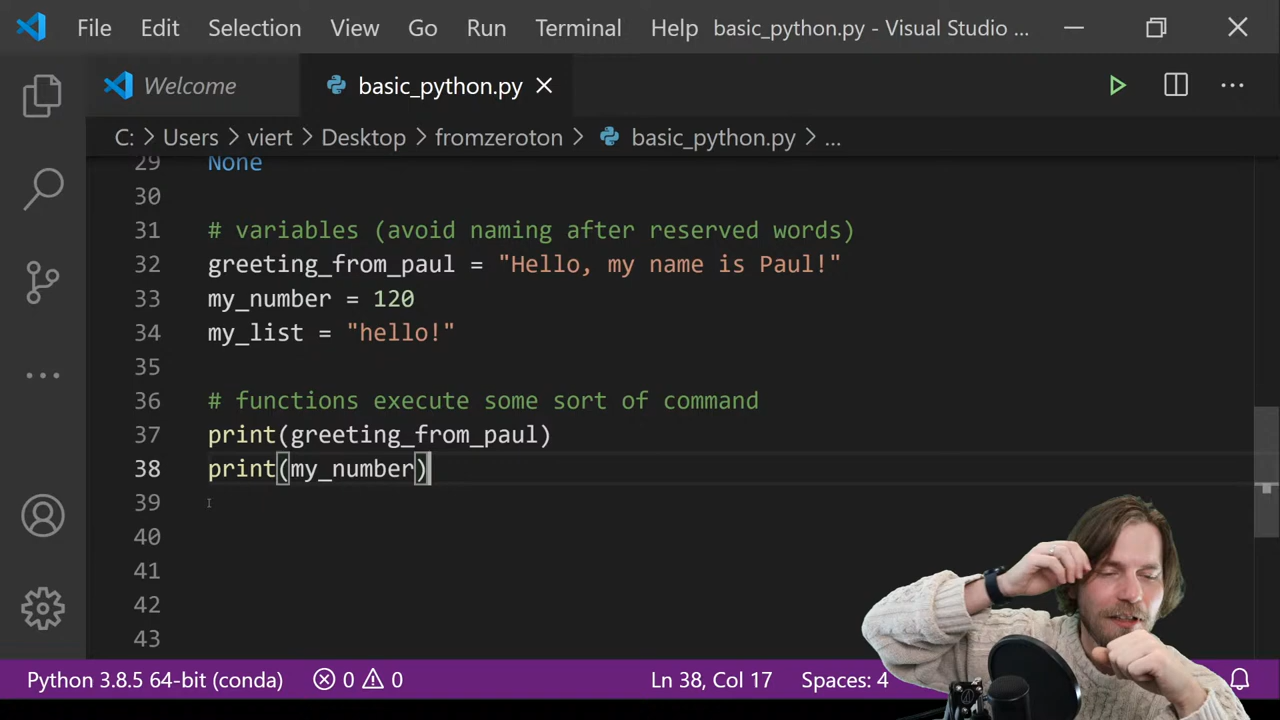 File Edit Selection View Go Run Terminal Help basic_python.py - Visual Studio ...
Welcome basic_python.py
C: > Users > viert > Desktop > fromzeroton > basic_python.py > ...
29 None
30
31 # variables (avoid naming after reserved words)
32 greeting_from_paul = "Hello, my name is Paul!"
33 my_number = 120
34 my_list = "hello!"
35
36 # functions execute some sort of command
37 print(greeting_from_paul)
38 print(my_number)
39
40
41
42
43
Python 3.8.5 64-bit (conda) 0 0 Ln 38, Col 17 Spaces: 4